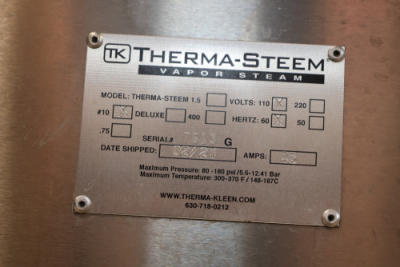 TK THERMA-STEEM
VAPOR STEAM
MODEL: THERMA-STEEM 1.5 VOLTS: 110 X 220
#10 X DELUXE 400 HERTZ: 60 X 50
.75 SERIAL# G
DATE SHIPPED: AMPS:
Maximum Pressure: 80 -180 psi/5.5-12.41 Bar
Maximum Temperature: 300-370 F / 148-187C
WWW.THERMA-KLEEN.COM
630-718-0212